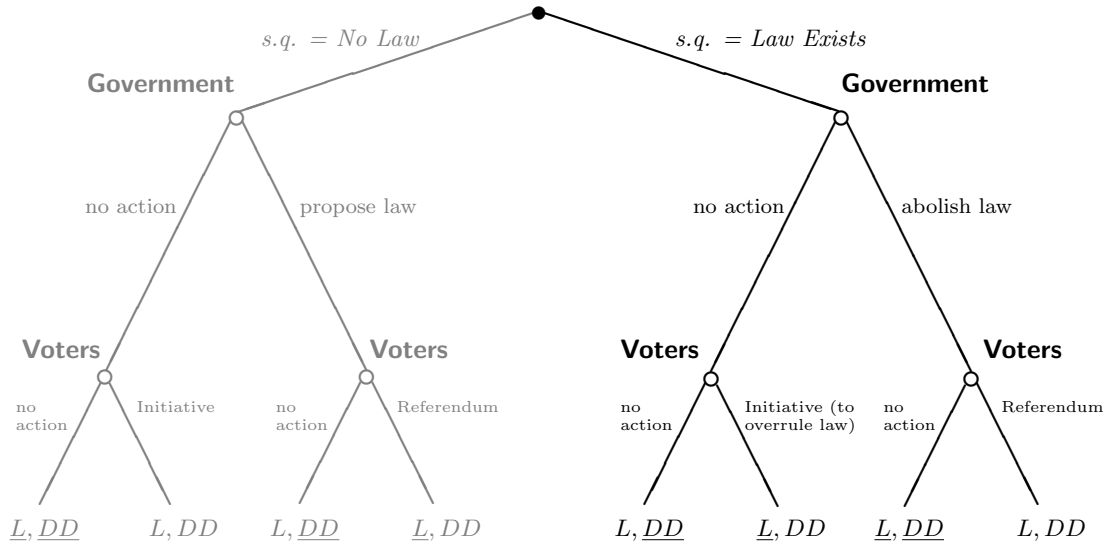 s.q. = No Law
s.q. = Law Exists
Government
Government
no action
propose law
no action
abolish law
Voters
Voters
Voters
Voters
no
action
Initiative
no
action
Referendum
no
action
Initiative (to
overrule law)
no
action
Referendum
L, DD
L, DD
L, DD
L, DD
L, DD
L, DD
L, DD
L, DD